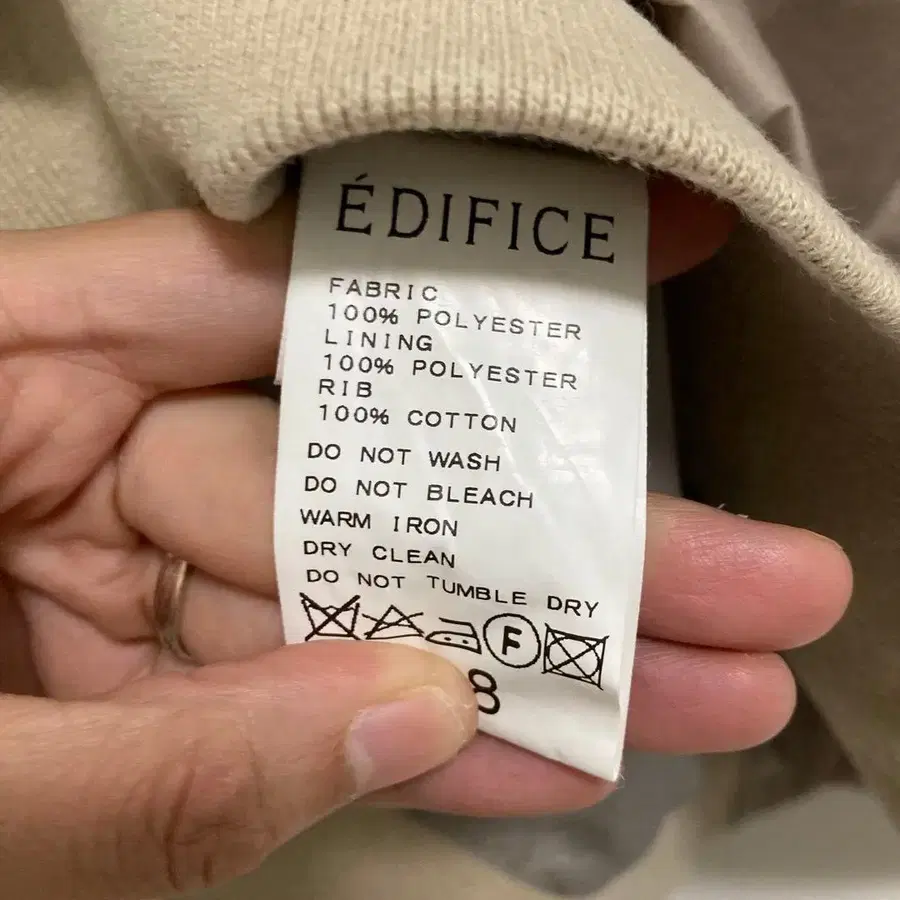 ÉDIFICE
FABRIC
100% POLYESTER
LINING
100% POLYESTER
RIB
100% COTTON
DO NOT WASH
DO NOT BLEACH
WARM IRON
DRY CLEAN
DO NOT TUMBLE DRY
F